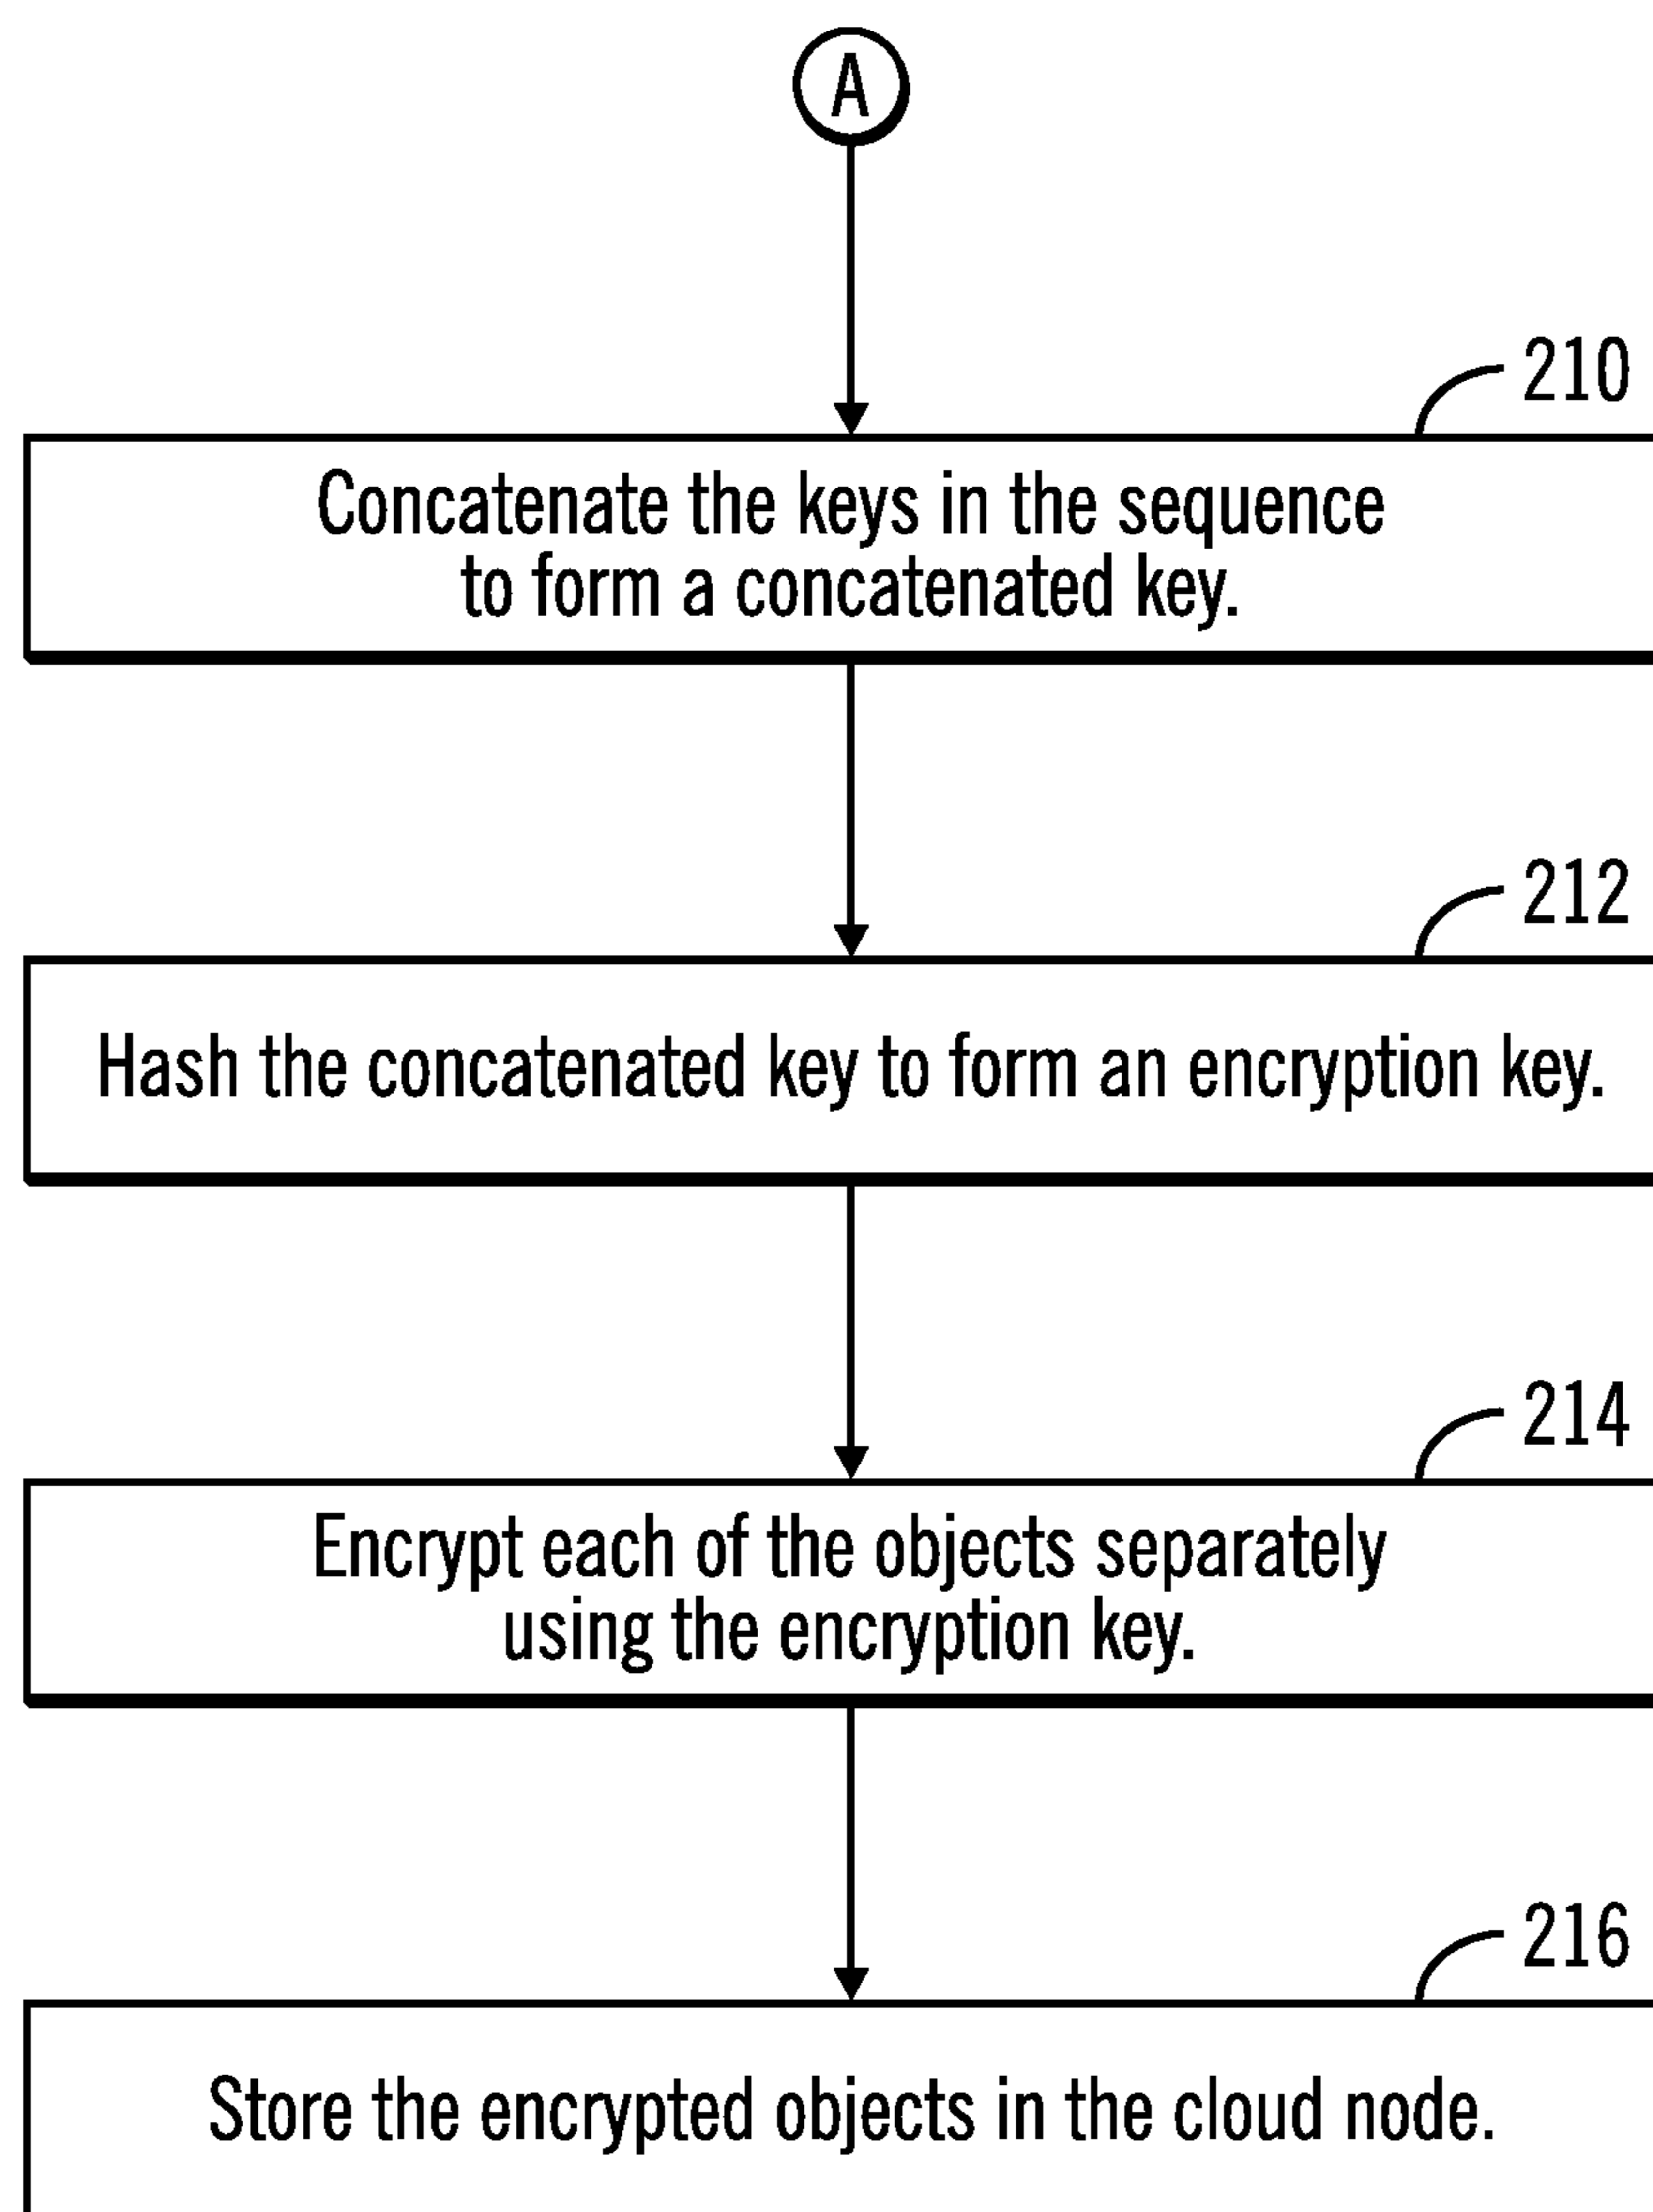 A
210
Concatenate the keys in the sequence
to form a concatenated key.
212
Hash the concatenated key to form an encryption key.
214
Encrypt each of the objects separately
using the encryption key.
216
Store the encrypted objects in the cloud node.